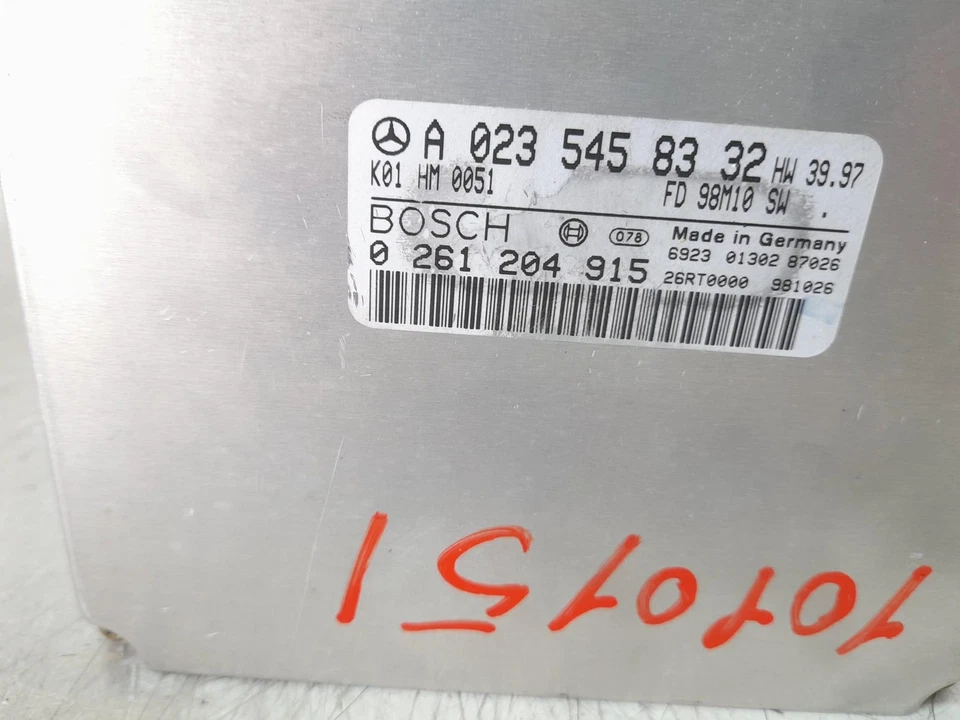 A 023 545 83 32 HW 39.97
K01 HM 0051 FD 98M10 SW .
BOSCH 078 Made in Germany
0 261 204 915 6923 01302 87026
26RT0000 981026
1010151